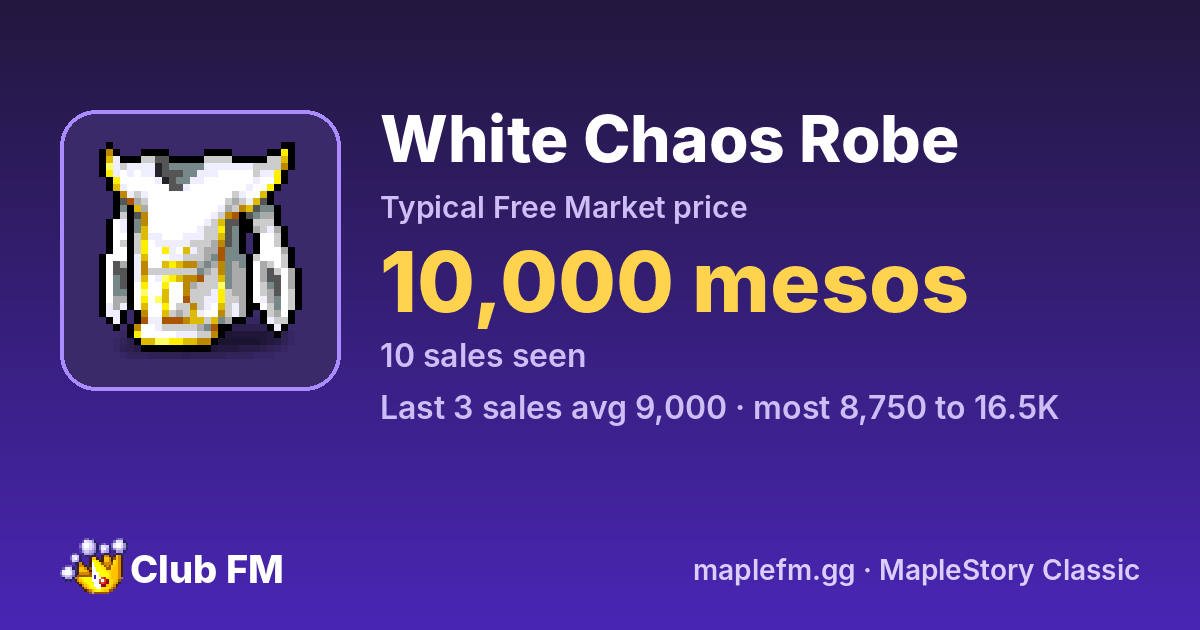 White Chaos Robe
Typical Free Market price
10,000 mesos
10 sales seen
Last 3 sales avg 9,000 · most 8,750 to 16.5K
Club FM
maplefm.gg · MapleStory Classic